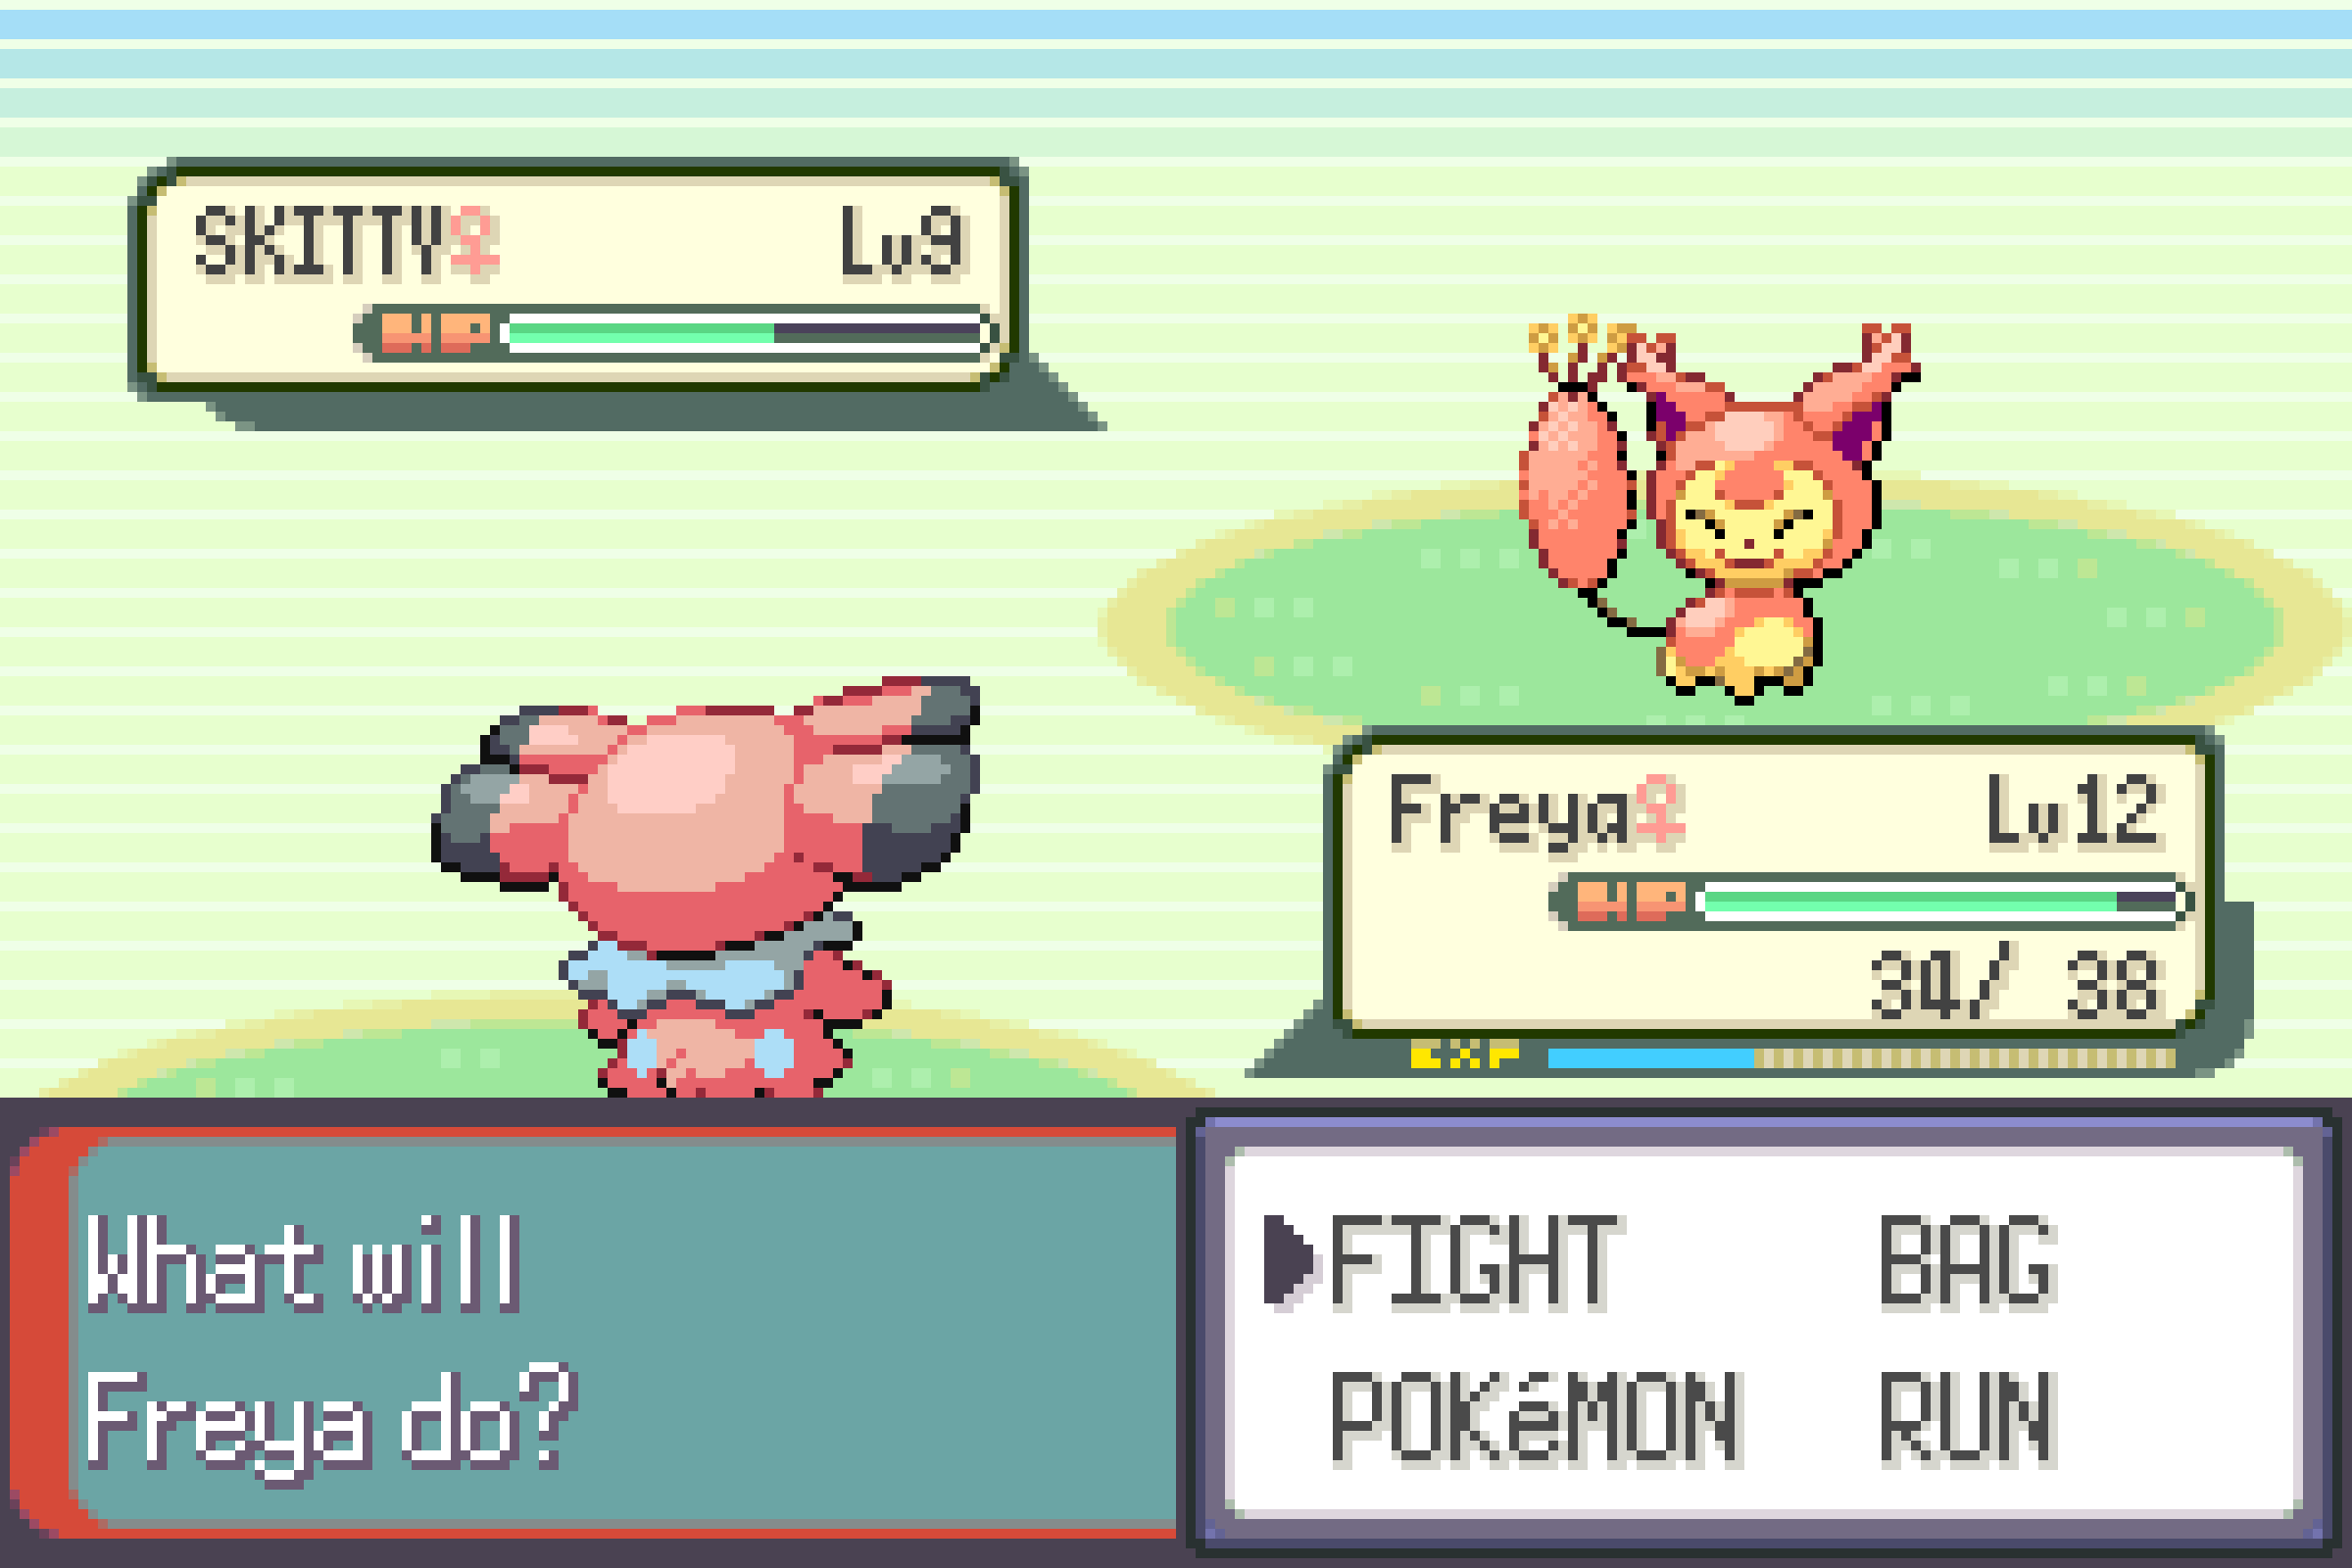 SKITTY♀ Lv9
HP
Freya♀ Lv12
HP
34/ 38
EXP
What will
Freya do?
▶FIGHT BAG
POKéMON RUN